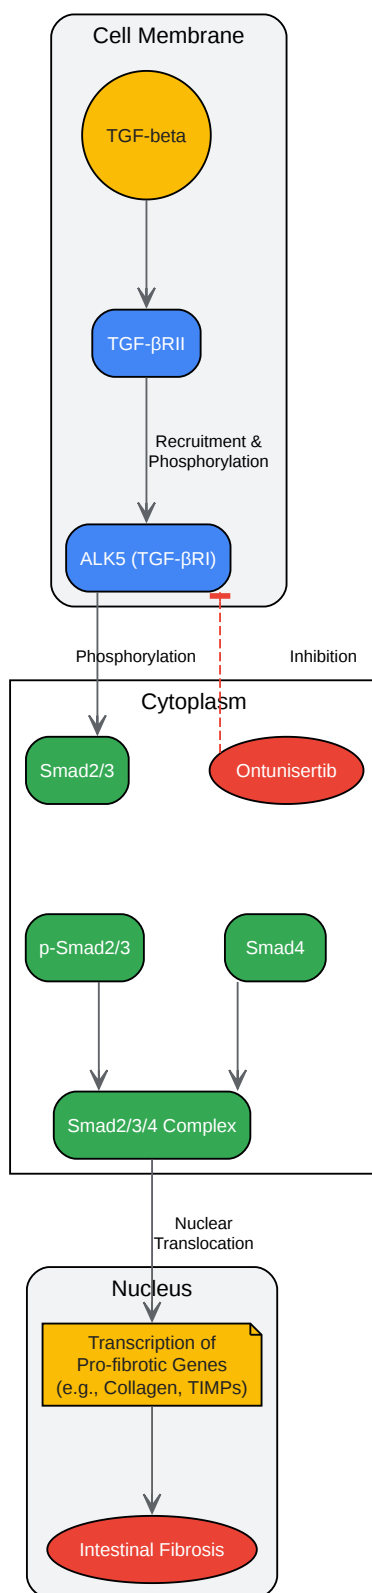 Cell Membrane
TGF-beta
TGF-βRII
Recruitment &
Phosphorylation
ALK5 (TGF-βRI)
Phosphorylation
Inhibition
Cytoplasm
Smad2/3
Ontunisertib
p-Smad2/3
Smad4
Smad2/3/4 Complex
Nuclear
Translocation
Nucleus
Transcription of
Pro-fibrotic Genes
(e.g., Collagen, TIMPs)
Intestinal Fibrosis